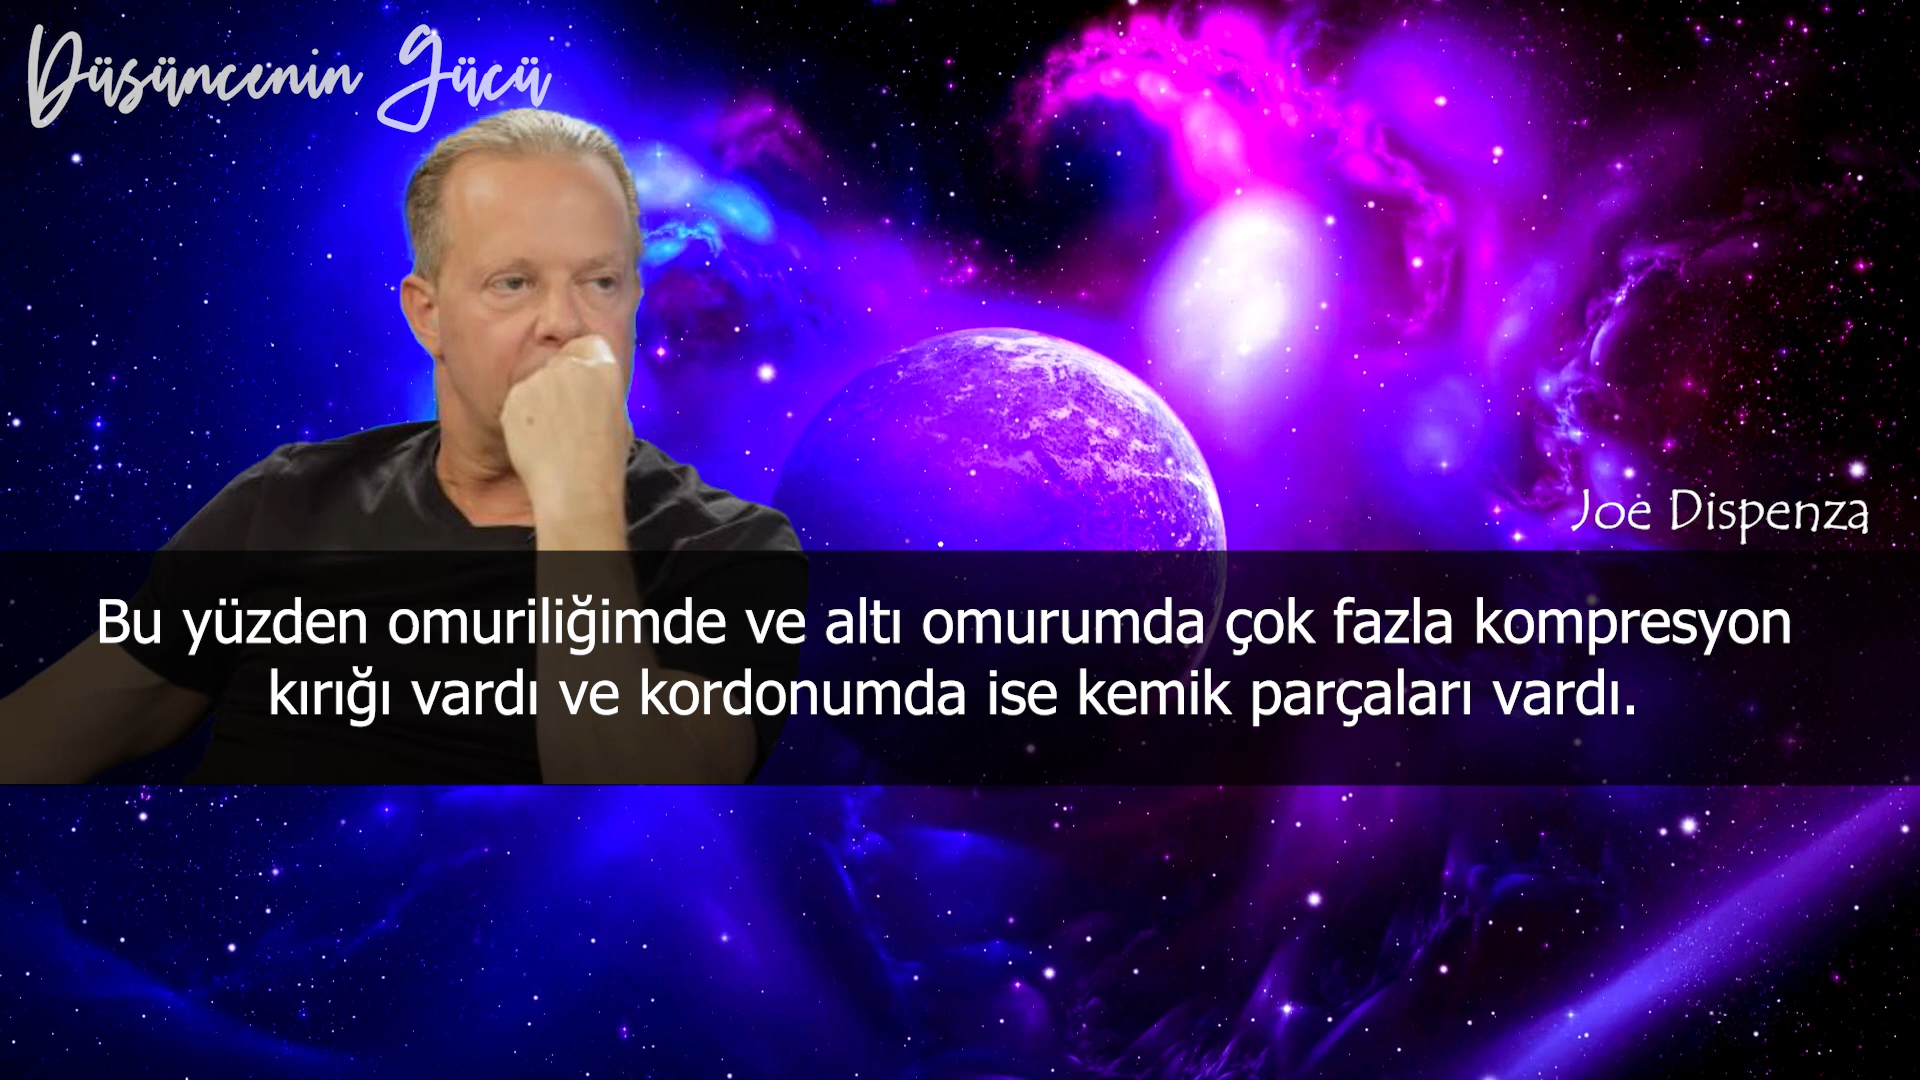 Düşüncenin Gücü
Joe Dispenza
Bu yüzden omuriliğimde ve altı omurumda çok fazla kompresyon
kırığı vardı ve kordonumda ise kemik parçaları vardı.